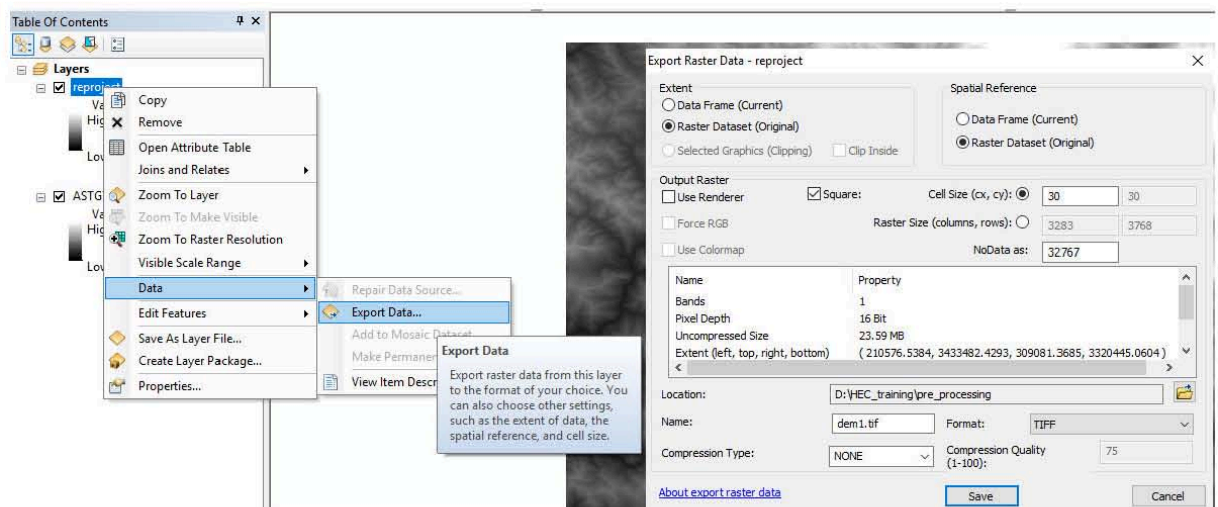 Table Of Contents
Layers
reproject
Va
Hig
Low
ASTG
Va
Hig
Low
Copy
Remove
Open Attribute Table
Joins and Relates
Zoom To Layer
Zoom To Make Visible
Zoom To Raster Resolution
Visible Scale Range
Data
Edit Features
Save As Layer File...
Create Layer Package...
Properties...
Repair Data Source...
Export Data...
Add to Mosaic Dataset
Make Permanen
View Item Descr
Export Data
Export raster data from this layer
to the format of your choice. You
can also choose other settings,
such as the extent of data, the
spatial reference, and cell size.
Export Raster Data - reproject
Extent
Data Frame (Current)
Raster Dataset (Original)
Selected Graphics (Clipping) Clip Inside
Spatial Reference
Data Frame (Current)
Raster Dataset (Original)
Output Raster
Use Renderer Square: Cell Size (cx, cy): 30 30
Force RGB Raster Size (columns, rows): 3283 3768
Use Colormap NoData as: 32767
Name Property
Bands 1
Pixel Depth 16 Bit
Uncompressed Size 23.59 MB
Extent (left, top, right, bottom) ( 210576.5384, 3433482.4293, 309081.3685, 3320445.0604 )
Location: D:\HEC_training\pre_processing
Name: dem1.tif Format: TIFF
Compression Type: NONE Compression Quality (1-100): 75
About export raster data Save Cancel